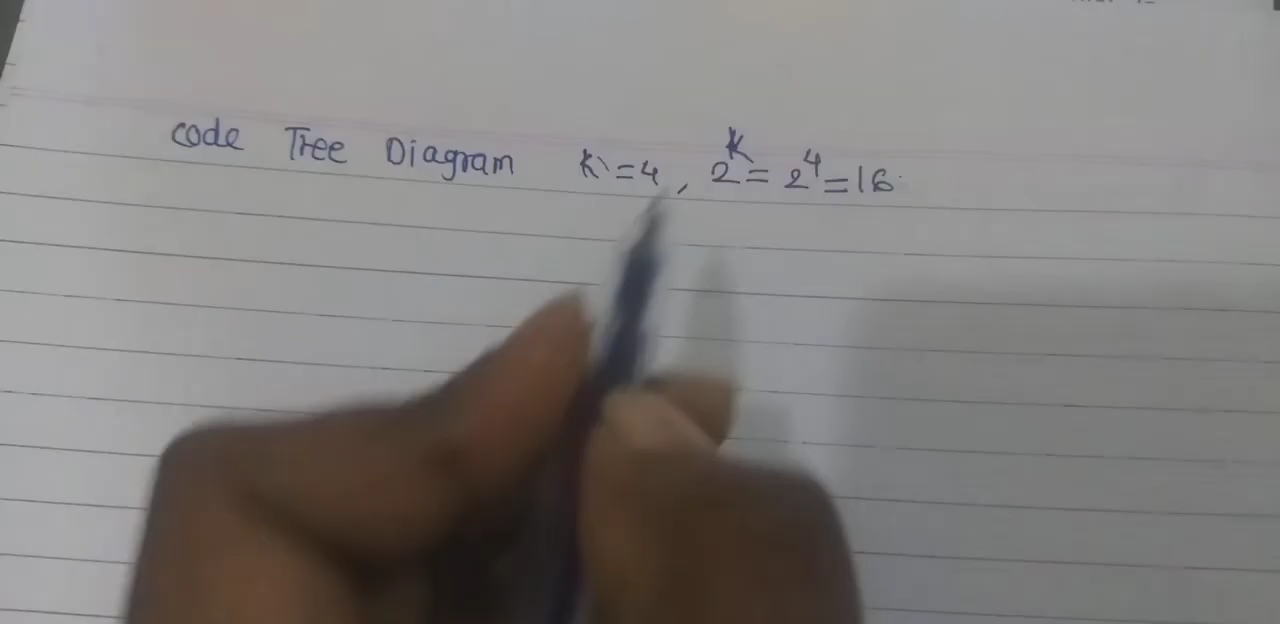 code Tree Diagram K=4, 2^K = 2^4 = 16